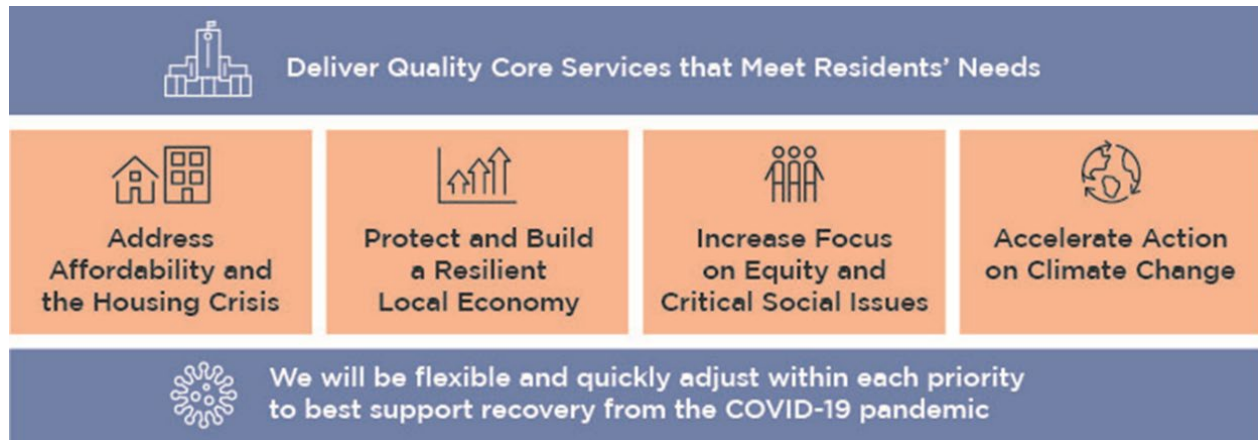 Deliver Quality Core Services that Meet Residents’ Needs
Address
Affordability and
the Housing Crisis
Protect and Build
a Resilient
Local Economy
Increase Focus
on Equity and
Critical Social Issues
Accelerate Action
on Climate Change
We will be flexible and quickly adjust within each priority
to best support recovery from the COVID-19 pandemic